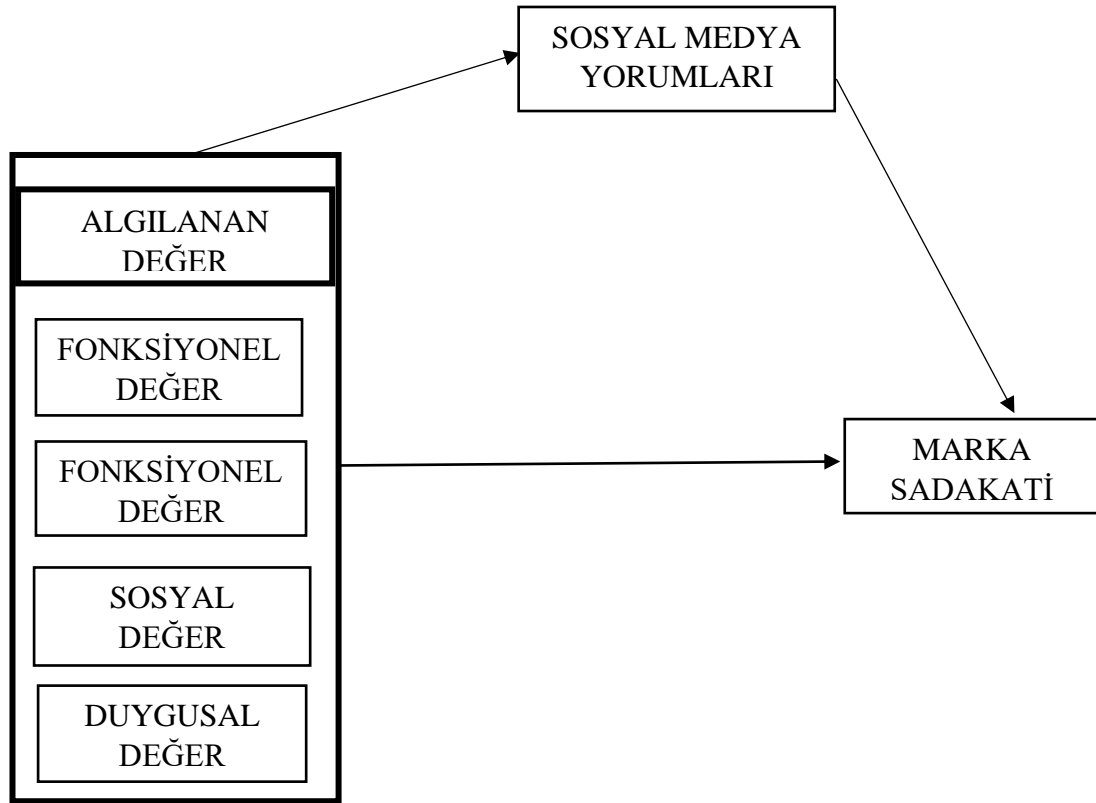 SOSYAL MEDYA
YORUMLARI
ALGILANAN
DEĞER
FONKSİYONEL
DEĞER
FONKSİYONEL
DEĞER
SOSYAL
DEĞER
DUYGUSAL
DEĞER
MARKA
SADAKATİ